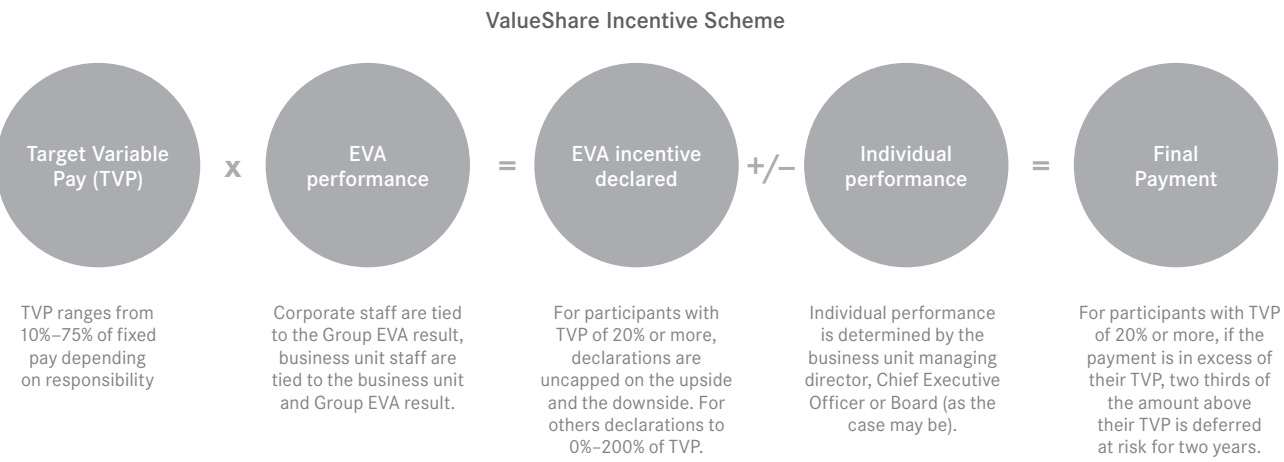 ValueShare Incentive Scheme
Target Variable
Pay (TVP)
x
EVA
performance
=
EVA incentive
declared
+/–
Individual
performance
=
Final
Payment
TVP ranges from
10%–75% of fixed
pay depending
on responsibility
Corporate staff are tied
to the Group EVA result,
business unit staff are
tied to the business unit
and Group EVA result.
For participants with
TVP of 20% or more,
declarations are
uncapped on the upside
and the downside. For
others declarations to
0%–200% of TVP.
Individual performance
is determined by the
business unit managing
director, Chief Executive
Officer or Board (as the
case may be).
For participants with TVP
of 20% or more, if the
payment is in excess of
their TVP, two thirds of
the amount above
their TVP is deferred
at risk for two years.